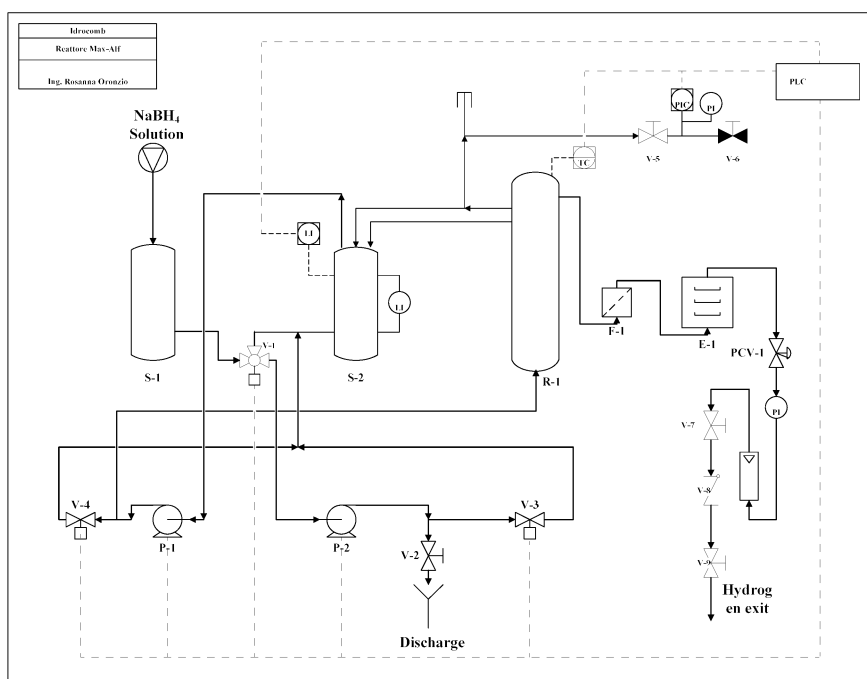 Idrocomb
Reattore Max-Alf
Ing. Rosanna Oronzio
PLC
NaBH4
Solution
PIC
PI
V-5
V-6
TC
LI
LI
V-1
S-1
S-2
R-1
F-1
E-1
PCV-1
PI
V-7
V-8
V-9
V-4
P-1
P-2
V-3
V-2
Hydrog
en exit
Discharge